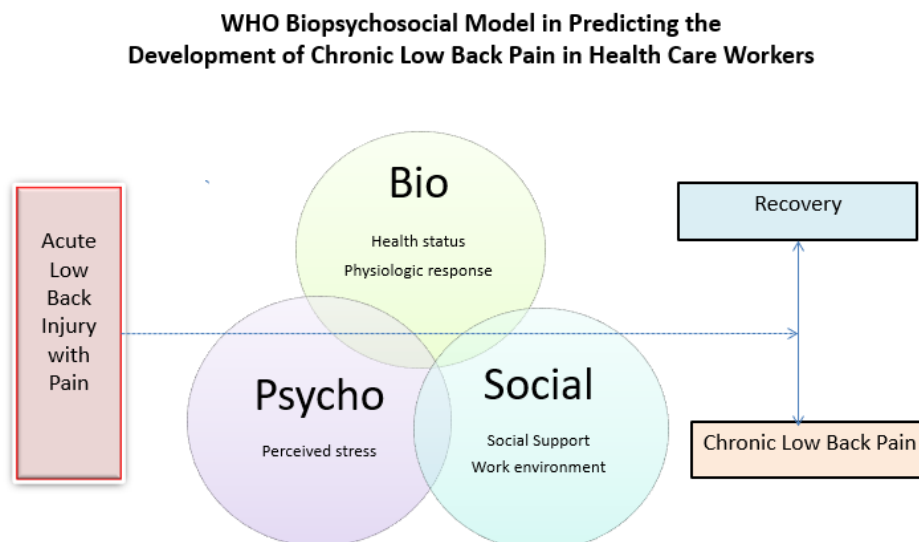 WHO Biopsychosocial Model in Predicting the
Development of Chronic Low Back Pain in Health Care Workers
Acute
Low
Back
Injury
with
Pain
Bio
Health status
Physiologic response
Psycho
Perceived stress
Social
Social Support
Work environment
Recovery
Chronic Low Back Pain